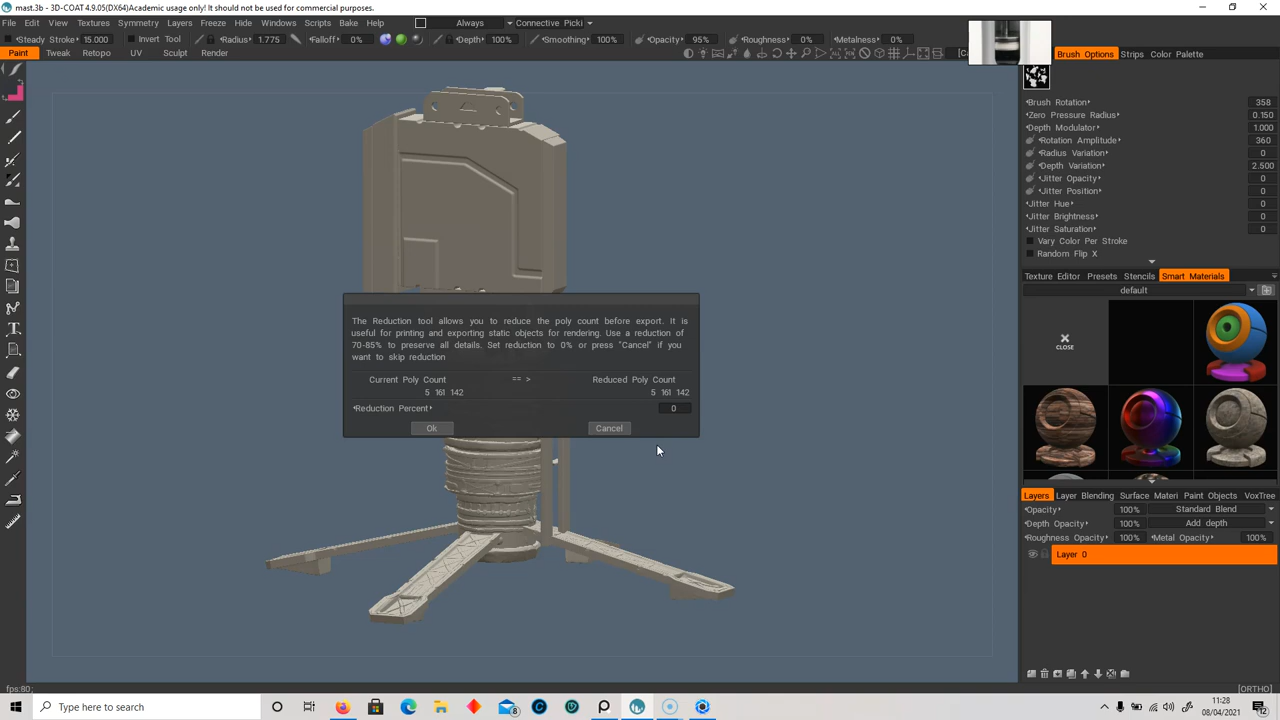 mast.3b - 3D-COAT 4.9.05(DX64)Academic usage only! It should not be used for commercial purposes.
File Edit View Textures Symmetry Layers Freeze Hide Windows Scripts Bake Help Always Connective Picki
Steady Stroke 15.000 Invert Tool Radius 1.775 Falloff 0% Depth 100% Smoothing 100% Opacity 95% Roughness 0% Metalness 0%
Paint Tweak Retopo UV Sculpt Render
Brush Options Strips Color Palette
Brush Rotation 358
Zero Pressure Radius 0.150
Depth Modulator 1.000
Rotation Amplitude 360
Radius Variation 0
Depth Variation 2.500
Jitter Opacity 0
Jitter Position 0
Jitter Hue 0
Jitter Brightness 0
Jitter Saturation 0
Vary Color Per Stroke
Random Flip X
Texture Editor Presets Stencils Smart Materials
default
CLOSE
The Reduction tool allows you to reduce the poly count before export. It is
useful for printing and exporting static objects for rendering. Use a reduction of
70-85% to preserve all details. Set reduction to 0% or press "Cancel" if you
want to skip reduction
Current Poly Count == > Reduced Poly Count
5 161 142 5 161 142
Reduction Percent 0
Ok Cancel
Layers Layer Blending Surface Materi Paint Objects VoxTree
Opacity 100% Standard Blend
Depth Opacity 100% Add depth
Roughness Opacity 100% Metal Opacity 100%
Layer 0
fps:80; [ORTHO]
Type here to search
8
11:28
08/04/2021
12